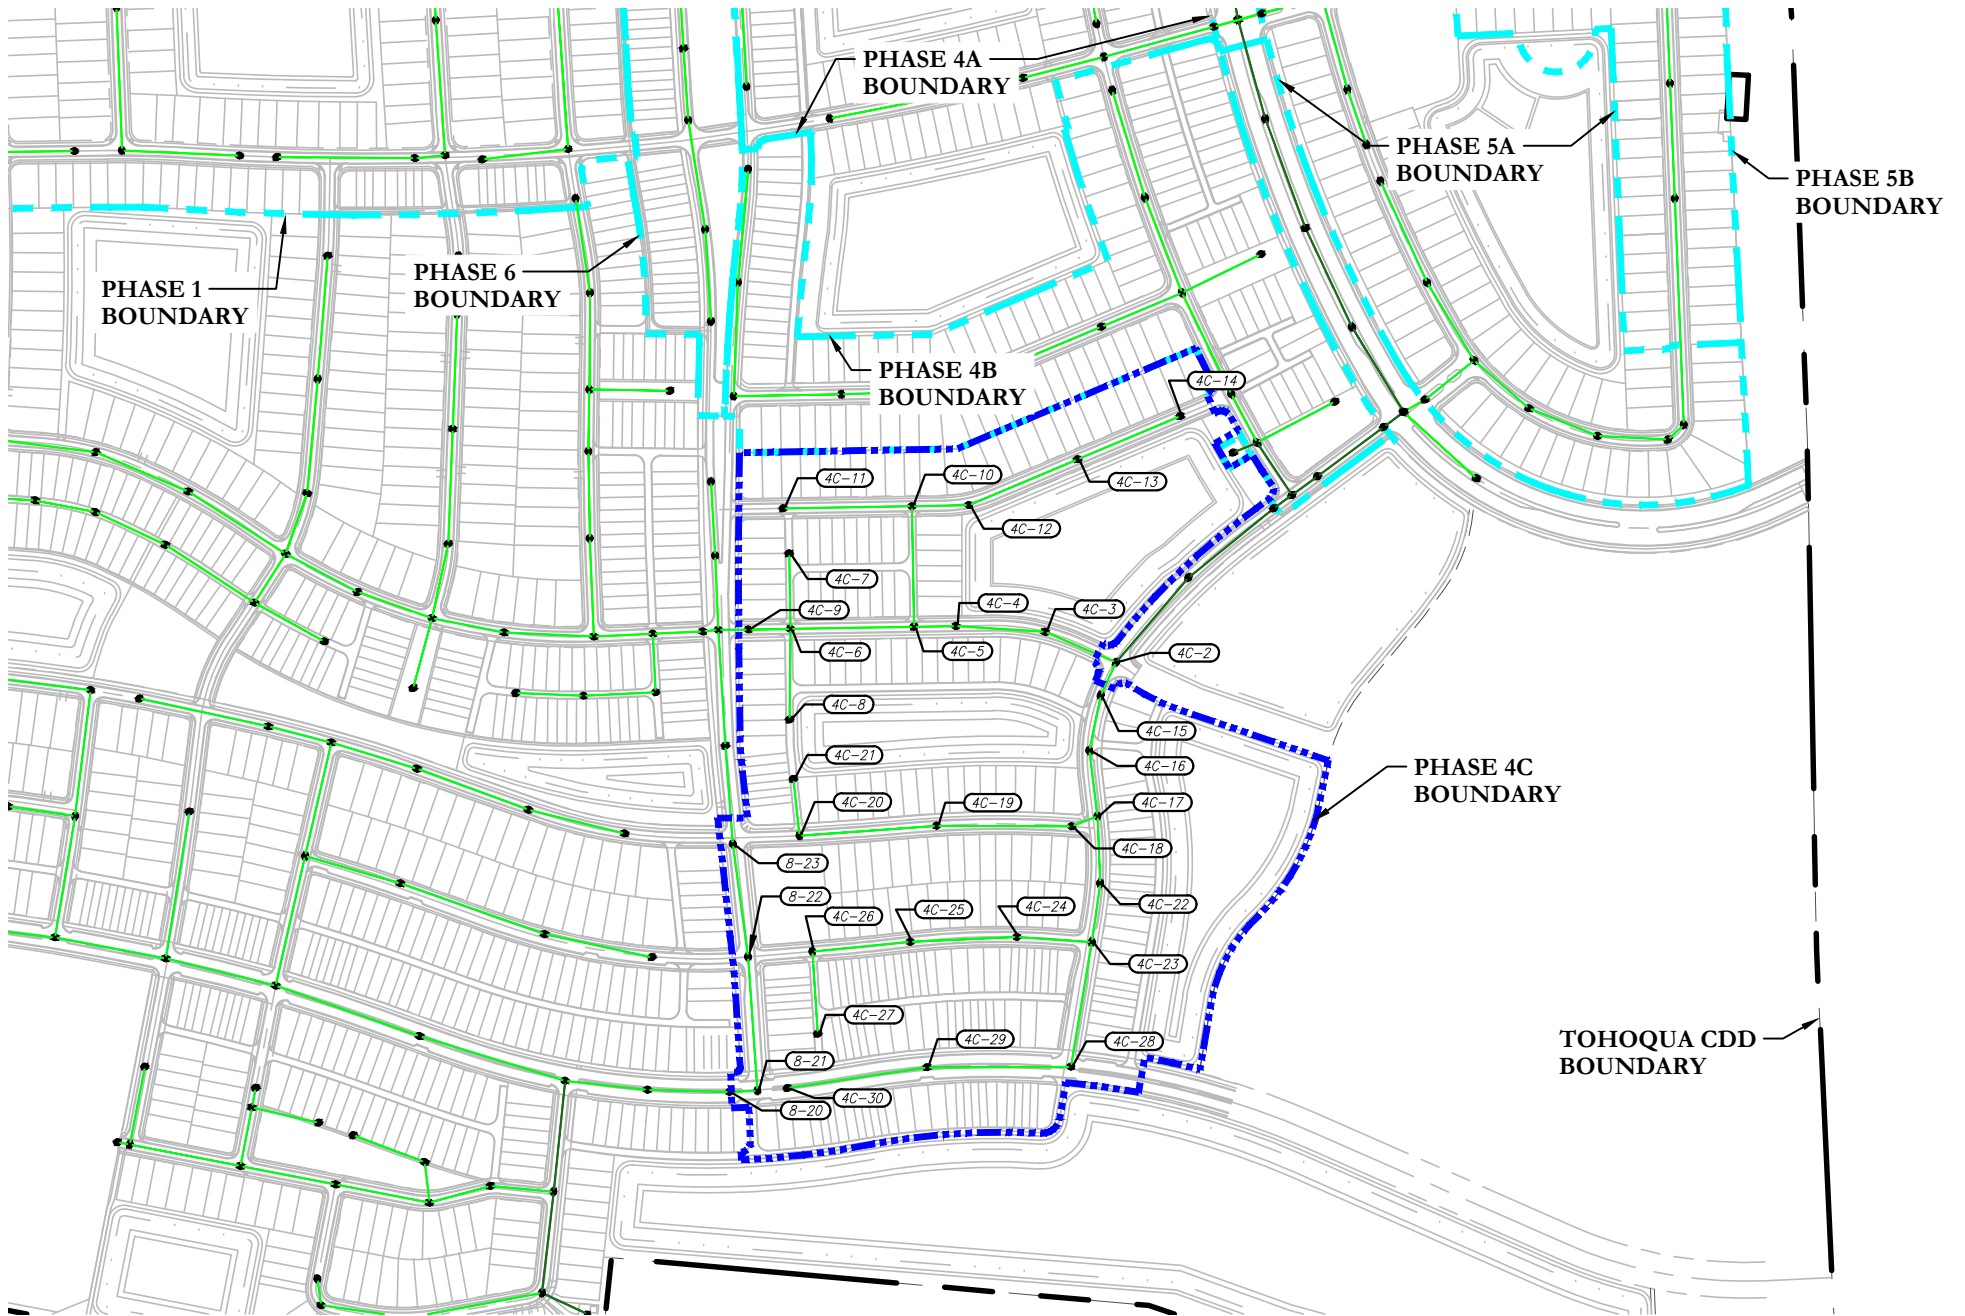 PHASE 4A
BOUNDARY
PHASE 5A
BOUNDARY
PHASE 5B
BOUNDARY
PHASE 1
BOUNDARY
PHASE 6
BOUNDARY
PHASE 4B
BOUNDARY
4C-14
4C-11
4C-10
4C-13
4C-12
4C-7
4C-9
4C-4
4C-3
4C-6
4C-5
4C-2
4C-8
4C-15
4C-21
4C-16
PHASE 4C
BOUNDARY
4C-20
4C-19
4C-17
4C-18
8-23
8-22
4C-26
4C-25
4C-24
4C-22
4C-23
4C-27
4C-29
4C-28
TOHOQUA CDD
BOUNDARY
8-21
4C-30
8-20